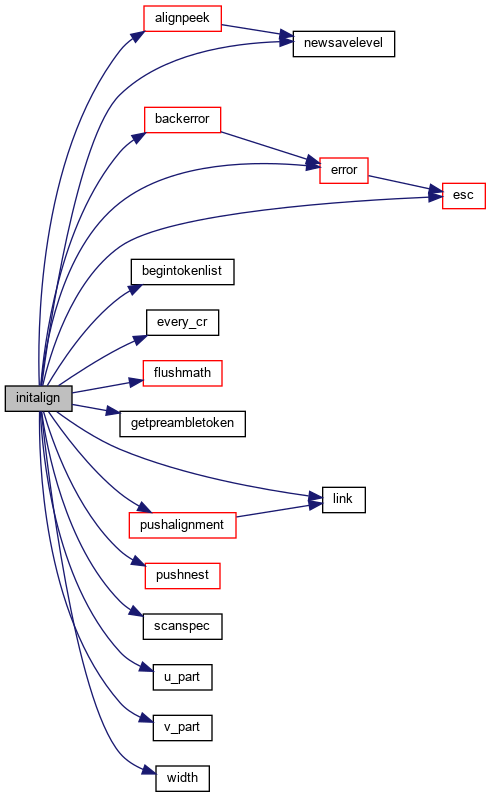 alignpeek
newsavelevel
backerror
error
esc
begintokenlist
every_cr
flushmath
initalign
getpreambletoken
link
pushalignment
pushnest
scanspec
u_part
v_part
width